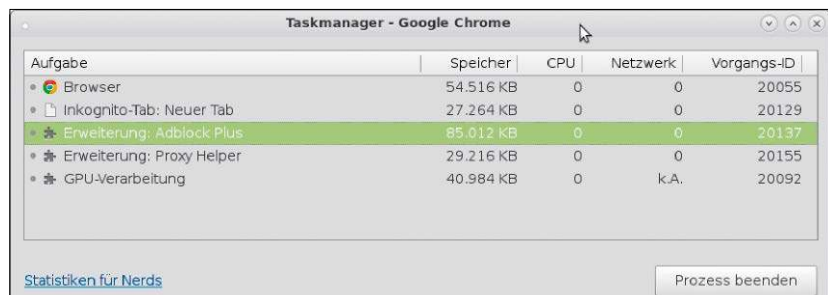 Taskmanager - Google Chrome
Aufgabe Speicher CPU Netzwerk Vorgangs-ID
Browser 54.516 KB 0 0 20055
Inkognito-Tab: Neuer Tab 27.264 KB 0 0 20129
Erweiterung: Adblock Plus 85.012 KB 0 0 20137
Erweiterung: Proxy Helper 29.216 KB 0 0 20155
GPU-Verarbeitung 40.984 KB 0 k.A. 20092
Statistiken für Nerds Prozess beenden